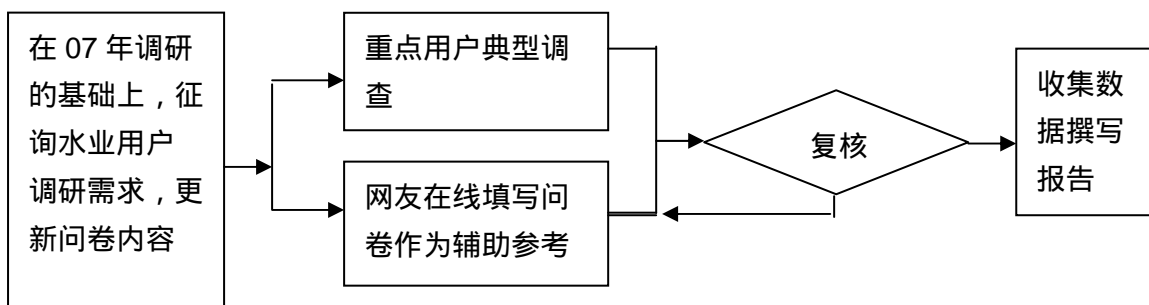 在 07 年调研
的基础上，征
询水业用户
调研需求，更
新问卷内容
重点用户典型调
查
网友在线填写问
卷作为辅助参考
复核
收集数
据撰写
报告